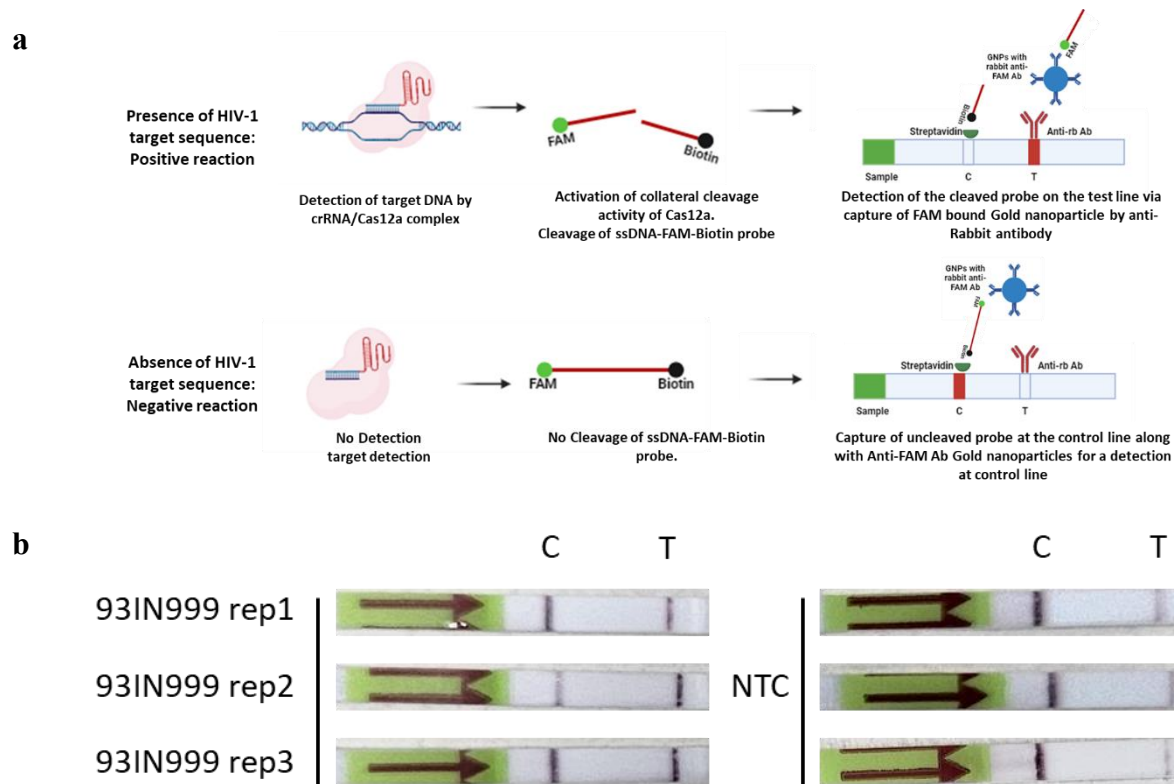 a
Presence of HIV-1
target sequence:
Positive reaction
Detection of target DNA by
crRNA/Cas12a complex
FAM
Biotin
Activation of collateral cleavage
activity of Cas12a.
Cleavage of ssDNA-FAM-Biotin probe
FAM
GNPs with
rabbit anti-
FAM Ab
Biotin
Streptavidin
Anti-rb Ab
Sample
C
T
Detection of the cleaved probe on the test line via
capture of FAM bound Gold nanoparticle by anti-
Rabbit antibody
Absence of HIV-1
target sequence:
Negative reaction
No Detection
target detection
FAM
Biotin
No Cleavage of ssDNA-FAM-Biotin
probe.
GNPs with
rabbit anti-
FAM Ab
FAM
Biotin
Streptavidin
Anti-rb Ab
Sample
C
T
Capture of uncleaved probe at the control line along
with Anti-FAM Ab Gold nanoparticles for a detection
at control line
b
C
T
C
T
93IN999 rep1
93IN999 rep2
93IN999 rep3
NTC